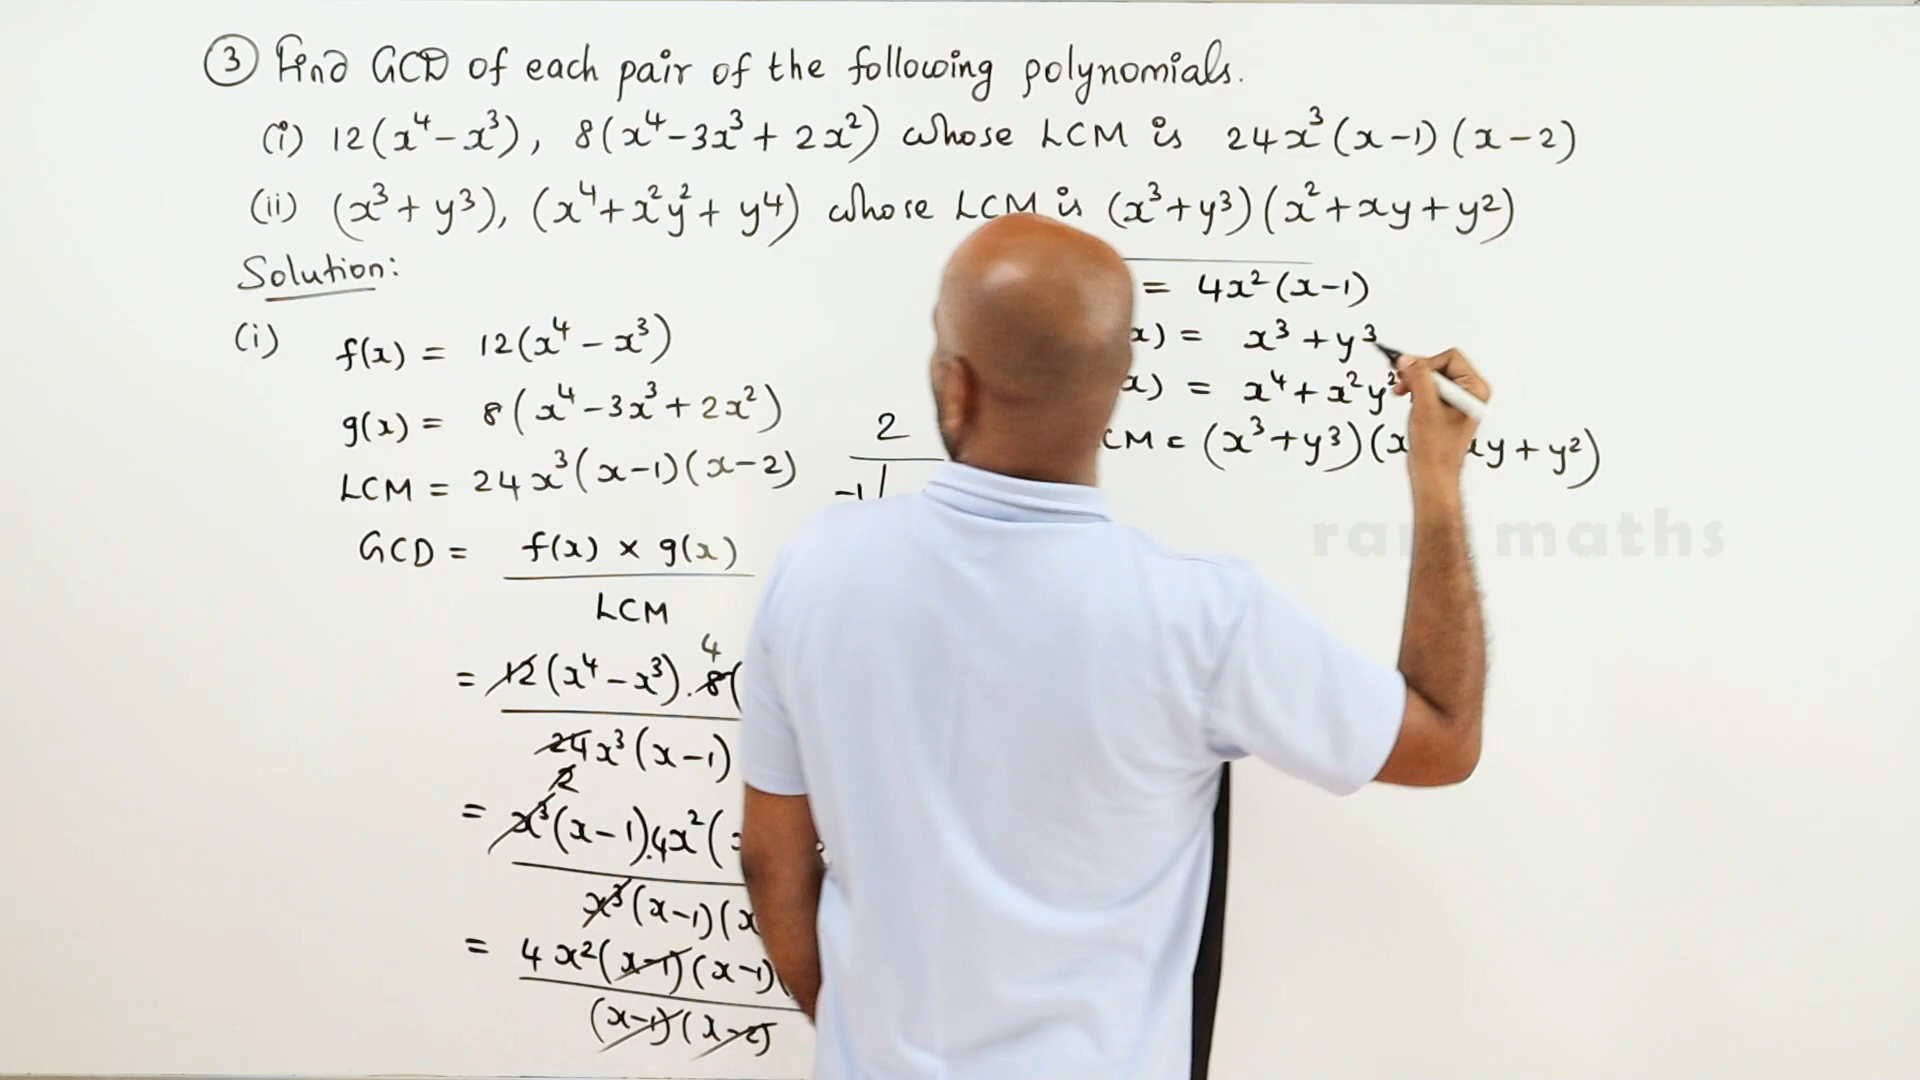 ③ Find GCD of each pair of the following polynomials.
(i) 12(x⁴-x³), 8(x⁴-3x³+2x²) whose LCM is 24x³(x-1)(x-2)
(ii) (x³+y³), (x⁴+x²y²+y⁴) whose LCM is (x³+y³)(x²+xy+y²)
Solution:
(i) f(x) = 12(x⁴-x³)
g(x) = 8(x⁴-3x³+2x²)
LCM = 24x³(x-1)(x-2)
GCD = f(x) × g(x)
LCM
= 12(x⁴-x³).8(
4
24x³(x-1)
2
= x³(x-1).4x²(
x³(x-1)(x
= 4x²(x-1)(x-1)
(x-1)(x-2)
2
-1
= 4x²(x-1)
x) = x³+y³
x) = x⁴+x²y²
CM = (x³+y³)(x y+y²)
ram maths